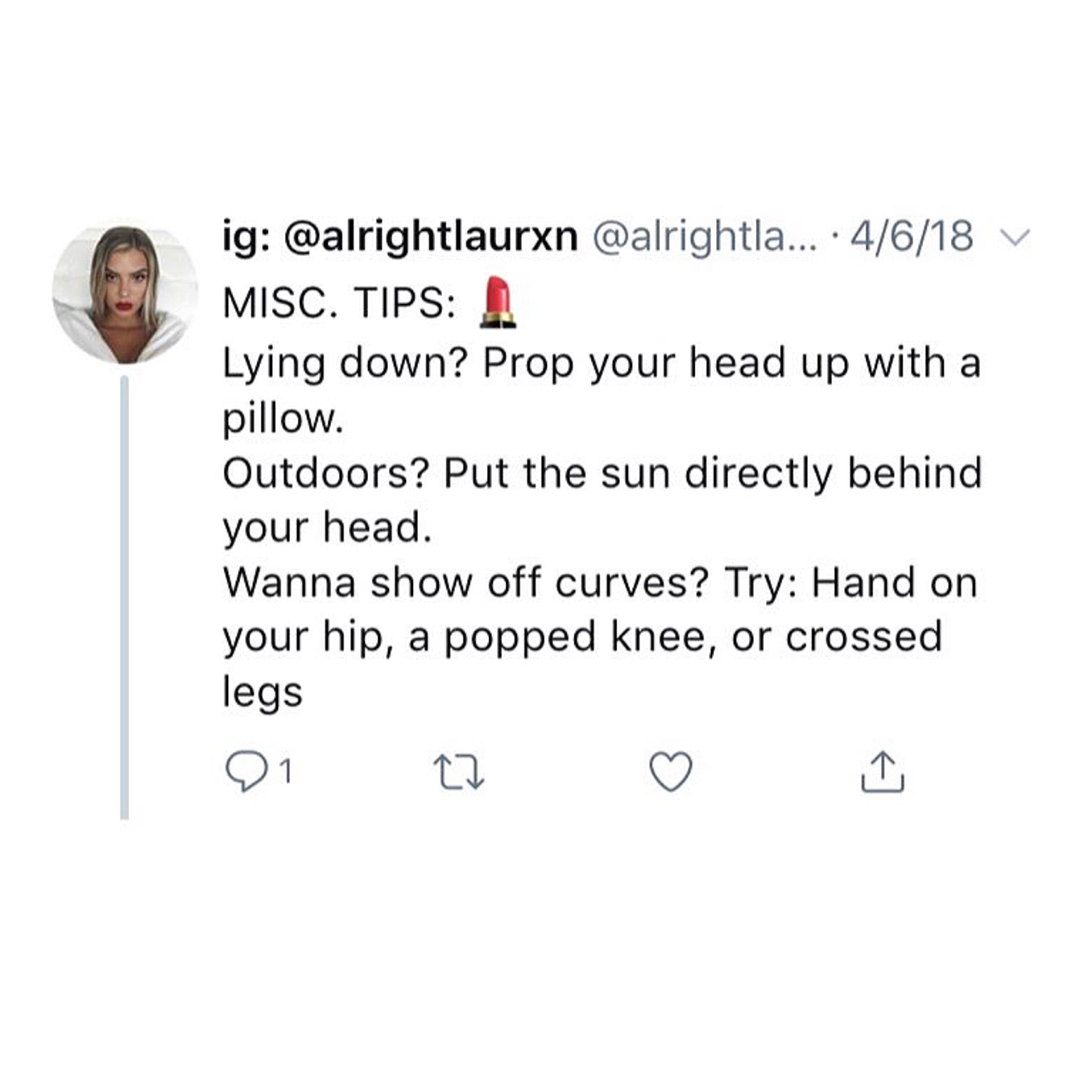 ig: @alrightlaurxn @alrightla... · 4/6/18
MISC. TIPS: 💄
Lying down? Prop your head up with a
pillow.
Outdoors? Put the sun directly behind
your head.
Wanna show off curves? Try: Hand on
your hip, a popped knee, or crossed
legs
1